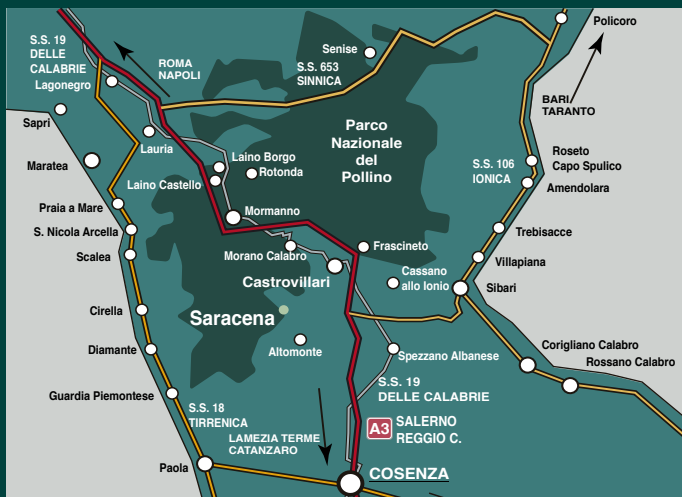 Policoro
S.S. 19
DELLE
CALABRIE
ROMA
NAPOLI
Senise
S.S. 653
SINNICA
Lagonegro
BARI
TARANTO
Sapri
Parco
Nazionale
del
Pollino
Lauria
Maratea
Laino Borgo
Rotonda
Laino Castello
S.S. 106
IONICA
Roseto
Capo Spulico
Amendolara
Praia a Mare
Mormanno
S. Nicola Arcella
Trebisacce
Scalea
Morano Calabro
Frascineto
Villapiana
Castrovillari
Cassano
allo Ionio
Sibari
Cirella
Saracena
Diamante
Altomonte
Spezzano Albanese
Corigliano Calabro
Rossano Calabro
Guardia Piemontese
S.S. 19
DELLE CALABRIE
S.S. 18
TIRRENICA
A3
SALERNO
REGGIO C.
LAMEZIA TERME
CATANZARO
Paola
COSENZA